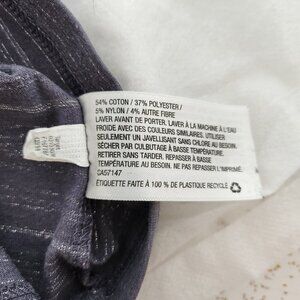 54% COTON / 37% POLYESTER /
5% NYLON / 4% AUTRE FIBRE
LAVER AVANT DE PORTER. LAVER À LA MACHINE À L'EAU
FROIDE AVEC DES COULEURS SIMILAIRES. UTILISER
SEULEMENT UN JAVELLISANT SANS CHLORE AU BESOIN.
SÉCHER PAR CULBUTAGE À BASSE TEMPÉRATURE.
RETIRER SANS TARDER. REPASSER À BASSE
TEMPÉRATURE AU BESOIN. NE PAS REPASSER L'IMPRIMÉ.
CA57147
ÉTIQUETTE FAITE À 100 % DE PLASTIQUE RECYCLÉ